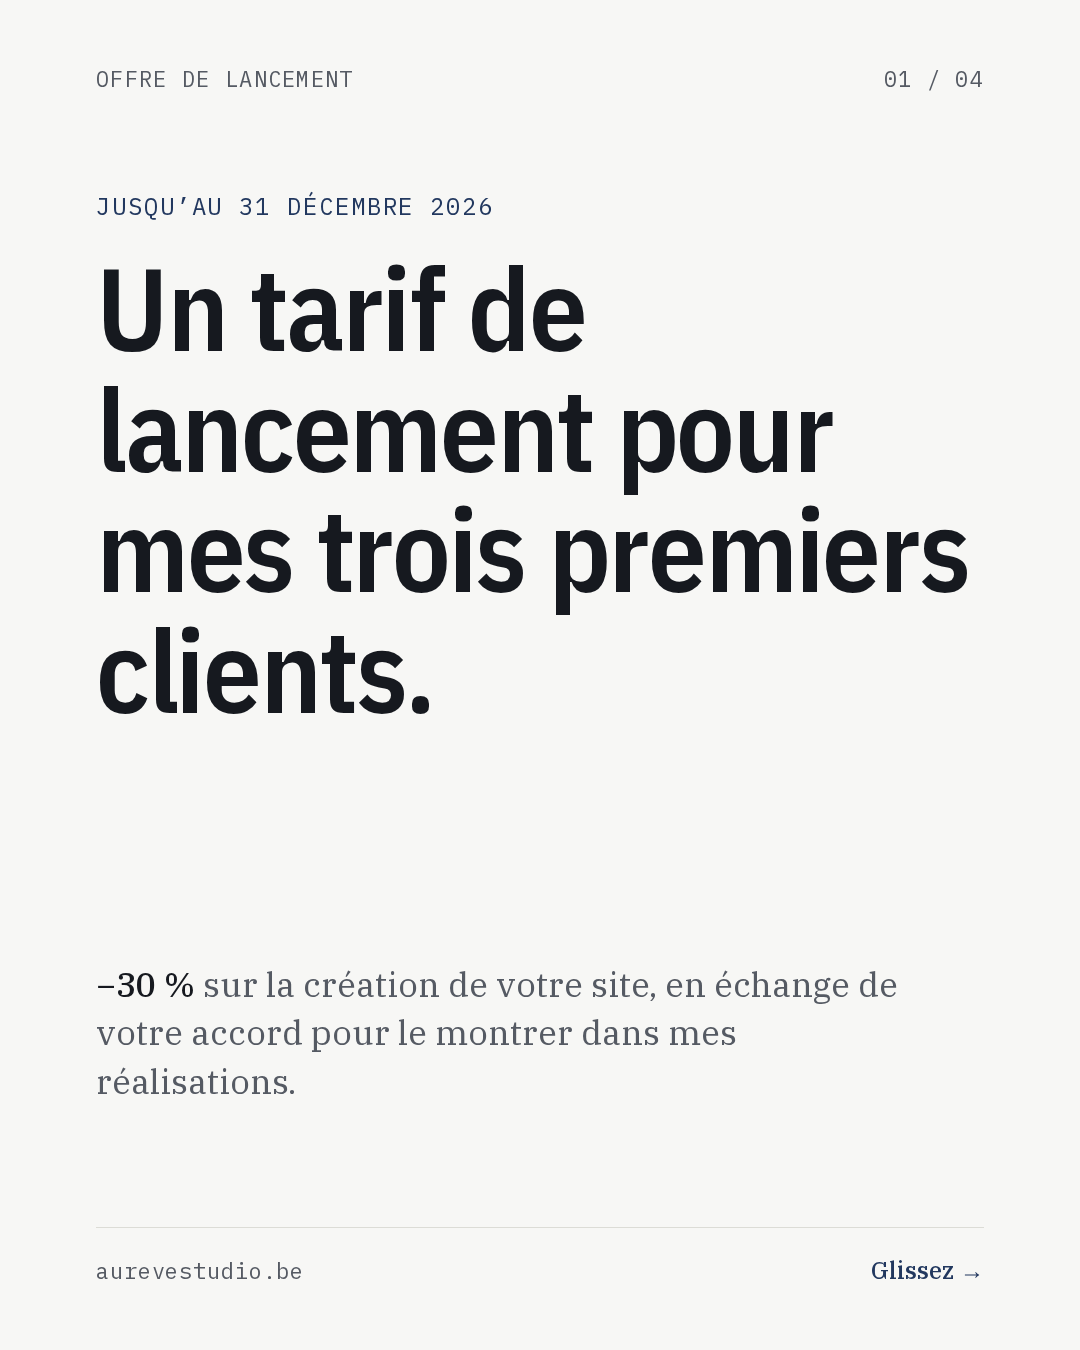 OFFRE DE LANCEMENT
01 / 04
JUSQU’AU 31 DÉCEMBRE 2026
Un tarif de
lancement pour
mes trois premiers
clients.
−30 % sur la création de votre site, en échange de
votre accord pour le montrer dans mes
réalisations.
aurevestudio.be
Glissez →